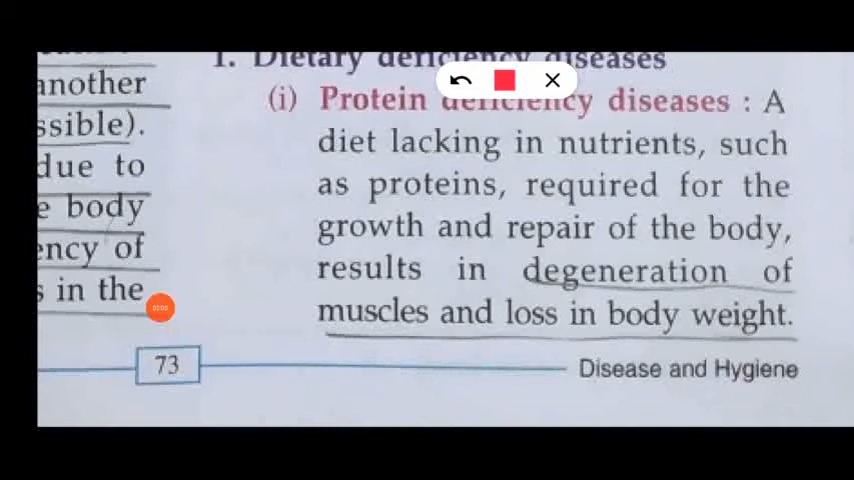 another
ssible).
due to
e body
ency of
s in the
1. Dietary deficiency diseases
(i) Protein deficiency diseases : A
diet lacking in nutrients, such
as proteins, required for the
growth and repair of the body,
results in degeneration of
muscles and loss in body weight.
73
Disease and Hygiene